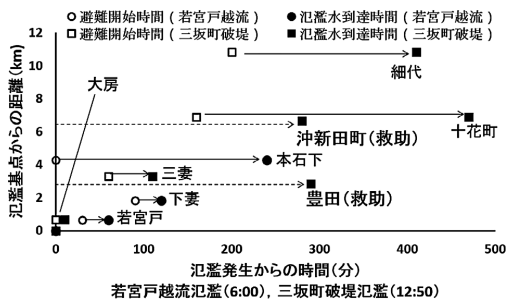 ○避難開始時間(若宮戸越流) ●氾濫水到達時間(若宮戸越流)
□避難開始時間(三坂町破堤) ■氾濫水到達時間(三坂町破堤)
氾濫基点からの距離(km)
12
10
8
6
4
2
0
大房
細代
十花町
沖新田町(救助)
本石下
三妻
豊田(救助)
下妻
若宮戸
0 100 200 300 400 500
氾濫発生からの時間(分)
若宮戸越流氾濫(6:00), 三坂町破堤氾濫(12:50)